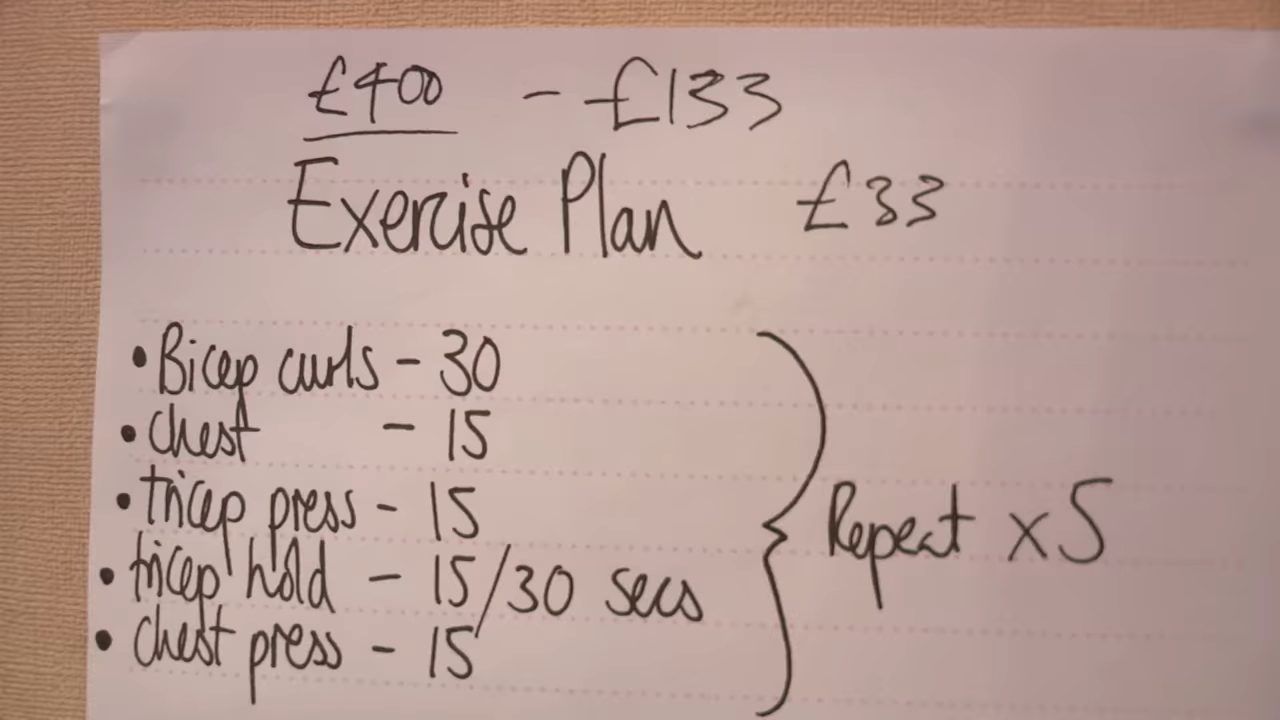 £400 - £133
Exercise Plan £33
• Bicep curls - 30
• chest - 15
• tricep press - 15
• tricep hold - 15/30 secs
• chest press - 15
Repeat x5